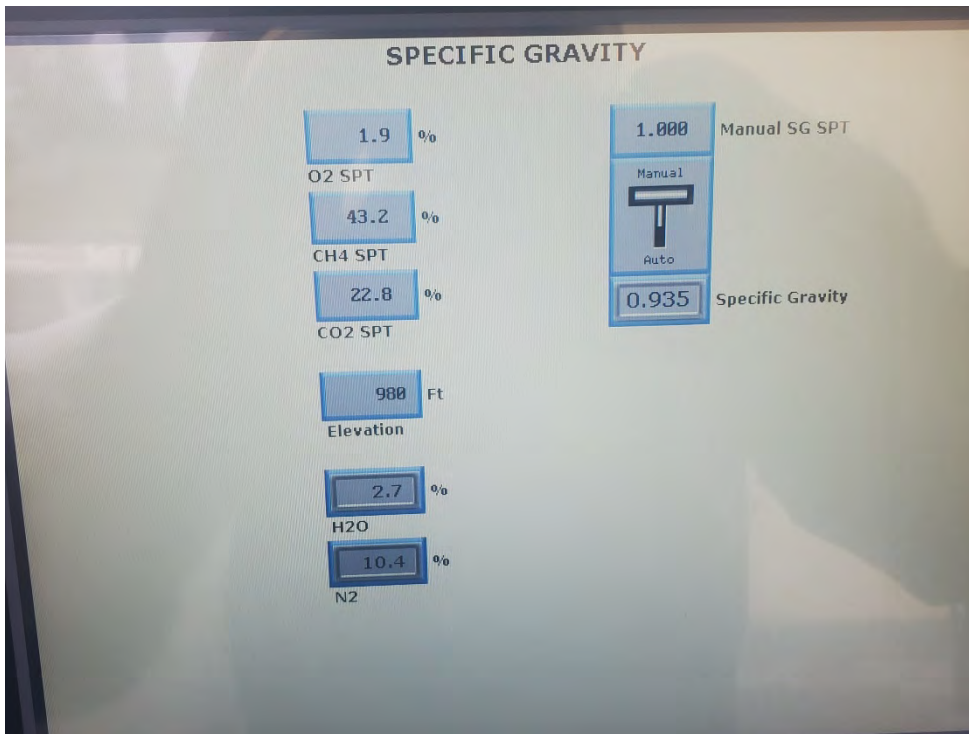 SPECIFIC GRAVITY
1.9 %
O2 SPT
43.2 %
CH4 SPT
22.8 %
CO2 SPT
980 Ft
Elevation
2.7 %
H2O
10.4 %
N2
1.000 Manual SG SPT
Manual
Auto
0.935 Specific Gravity